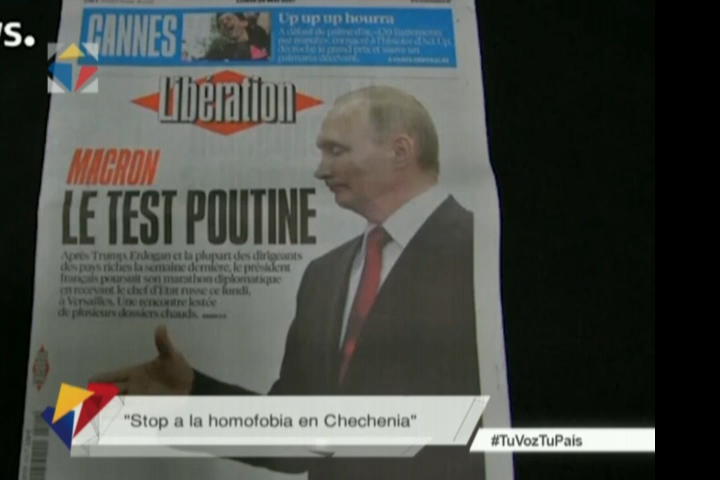 ws.
CANNES
Up up up hourra
Libération
MACRON
LE TEST POUTINE
Après Trump, Erdogan et la plupart des dirigeants
des pays riches la semaine dernière, le président
français poursuit son marathon diplomatique
en recevant le chef d'Etat russe ce lundi,
à Versailles. Une rencontre lestée
de plusieurs dossiers chauds.
"Stop a la homofobia en Chechenia"
#TuVozTuPaís